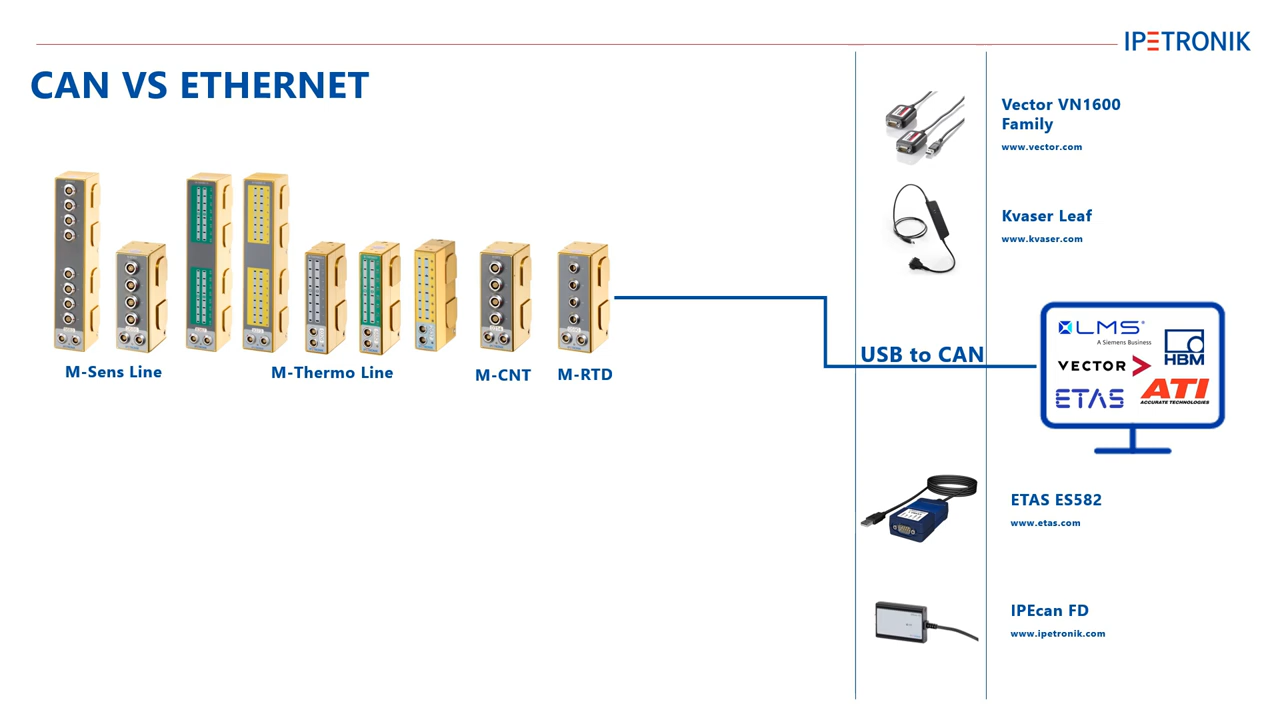 IPETRONIK
CAN VS ETHERNET
Vector VN1600
Family
www.vector.com
Kvaser Leaf
www.kvaser.com
M-Sens Line
M-Thermo Line
M-CNT
M-RTD
USB to CAN
LMS
A Siemens Business
HBM
VECTOR
ETAS
ATI
ACCURATE TECHNOLOGIES
ETAS ES582
www.etas.com
IPEcan FD
www.ipetronik.com